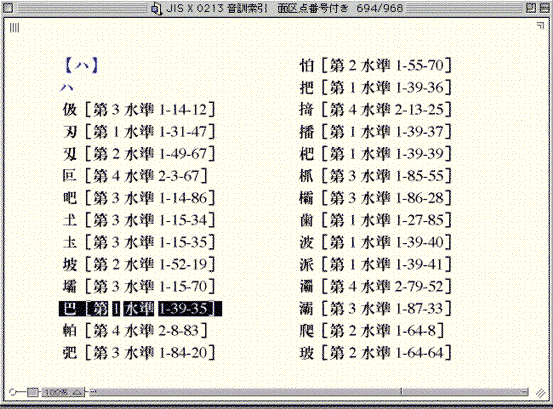 JIS X 0213 音訓索引 面区点番号付き 694/968
【ハ】
ハ
伋［第３水準 1-14-12］
刃［第１水準 1-31-47］
刄［第２水準 1-49-67］
叵［第４水準 2-3-67］
吧［第３水準 1-14-86］
［第３水準 1-15-34］
圡［第３水準 1-15-35］
坡［第２水準 1-52-19］
壩［第３水準 1-15-70］
巴［第１水準 1-39-35］
帕［第４水準 2-8-83］
弝［第３水準 1-84-20］
怕［第２水準 1-55-70］
把［第１水準 1-39-36］
［第４水準 2-13-25］
播［第１水準 1-39-37］
杷［第１水準 1-39-39］
［第３水準 1-85-55］
欛［第３水準 1-86-28］
歯［第１水準 1-27-85］
波［第１水準 1-39-40］
派［第１水準 1-39-41］
灞［第４水準 2-79-52］
灞［第３水準 1-87-33］
爬［第２水準 1-64-8］
玻［第２水準 1-64-64］
100%